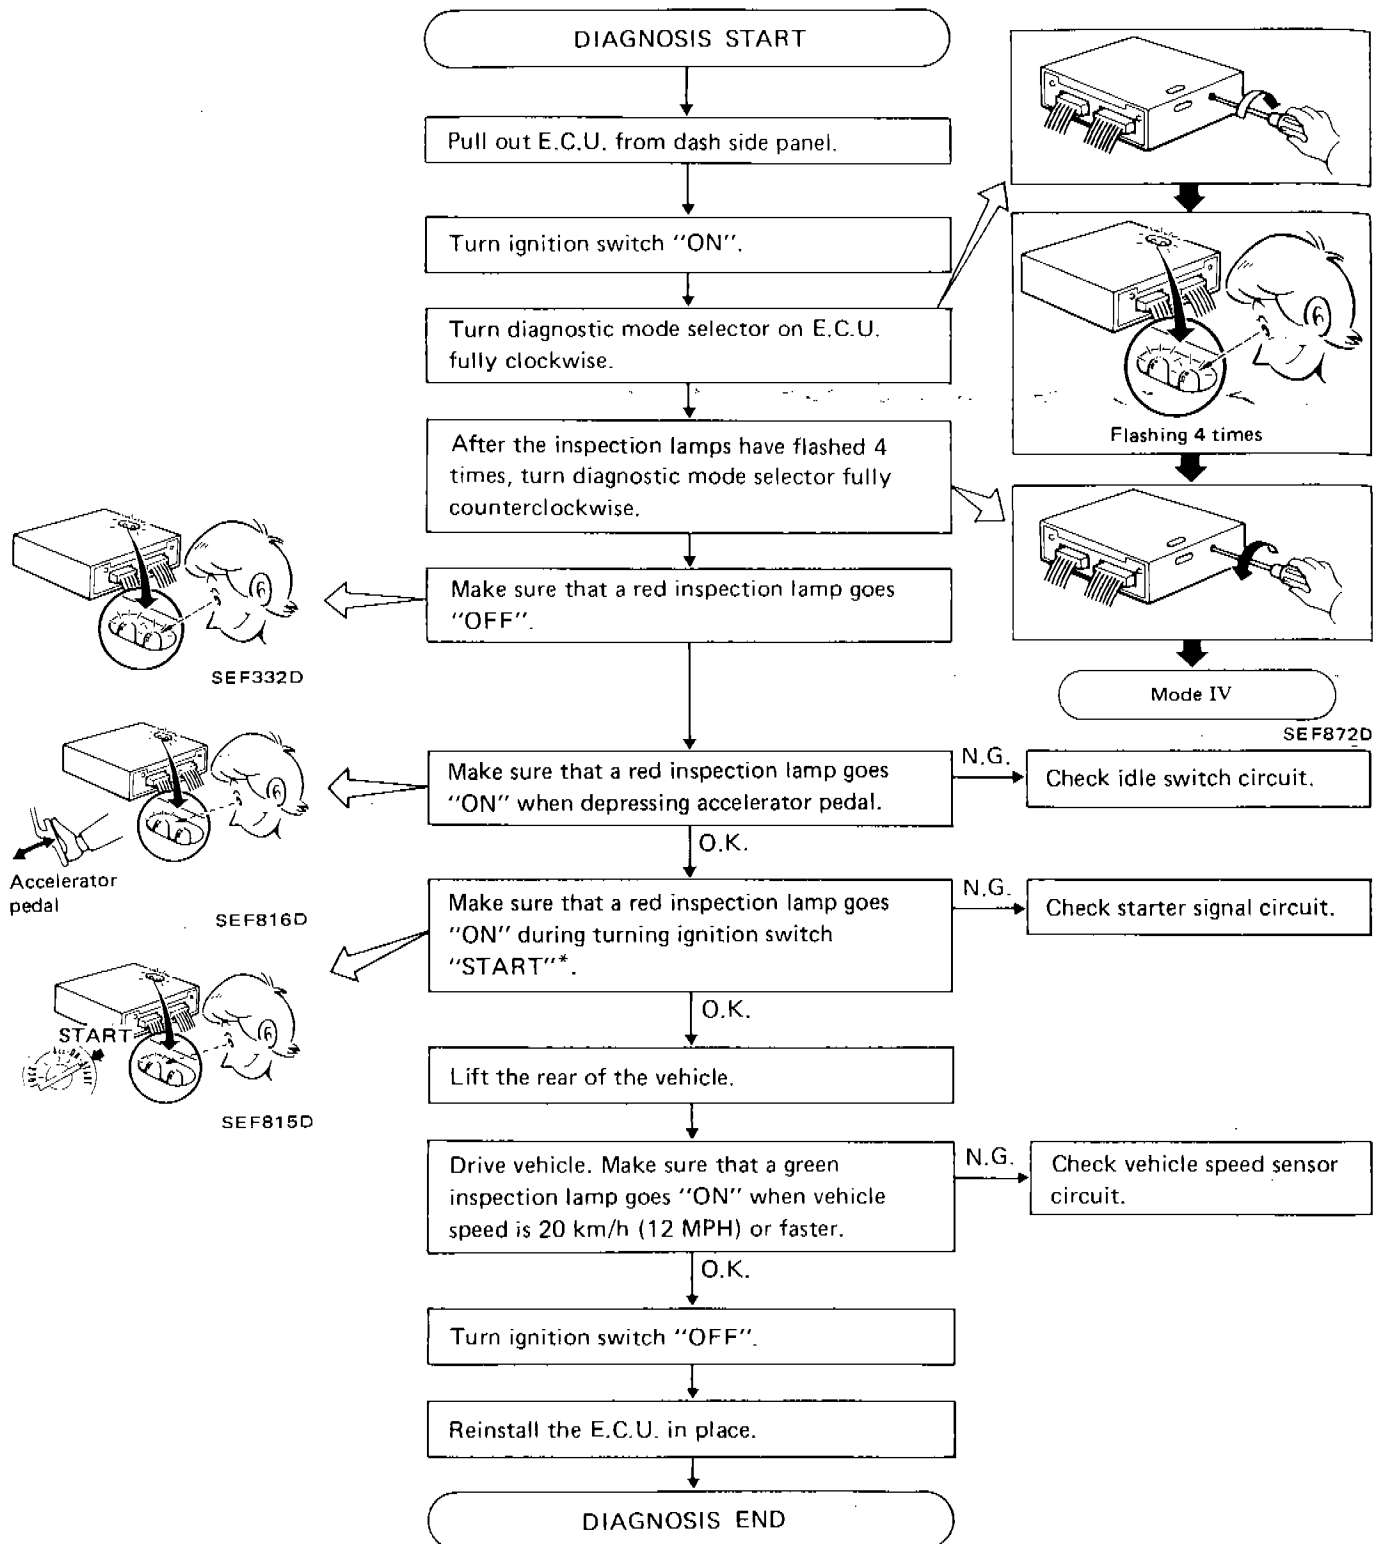 DIAGNOSIS START
Pull out E.C.U. from dash side panel.
Turn ignition switch "ON".
Turn diagnostic mode selector on E.C.U.
fully clockwise.
After the inspection lamps have flashed 4
times, turn diagnostic mode selector fully
counterclockwise.
Flashing 4 times
Mode IV
SEF872D
Make sure that a red inspection lamp goes
"OFF".
SEF332D
Make sure that a red inspection lamp goes
"ON" when depressing accelerator pedal.
N.G.
Check idle switch circuit.
O.K.
Accelerator
pedal
SEF816D
Make sure that a red inspection lamp goes
"ON" during turning ignition switch
"START"*.
N.G.
Check starter signal circuit.
O.K.
START
SEF815D
Lift the rear of the vehicle.
Drive vehicle. Make sure that a green
inspection lamp goes "ON" when vehicle
speed is 20 km/h (12 MPH) or faster.
N.G.
Check vehicle speed sensor
circuit.
O.K.
Turn ignition switch "OFF".
Reinstall the E.C.U. in place.
DIAGNOSIS END